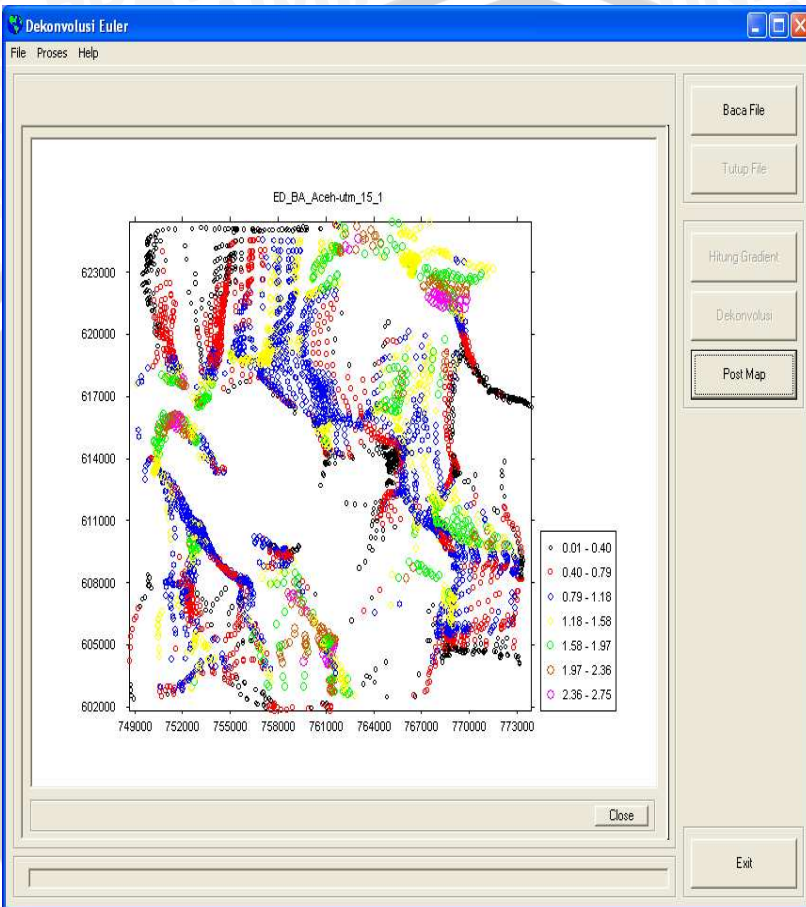 Dekonvolusi Euler
File Proses Help
Baca File
Tutup File
Hitung Gradient
Dekonvolusi
Post Map
ED_BA_Aceh-utm_15_1
623000
620000
617000
614000
611000
608000
605000
602000
749000 752000 755000 758000 761000 764000 767000 770000 773000
0.01 - 0.40
0.40 - 0.79
0.79 - 1.18
1.18 - 1.58
1.58 - 1.97
1.97 - 2.36
2.36 - 2.75
Close
Exit